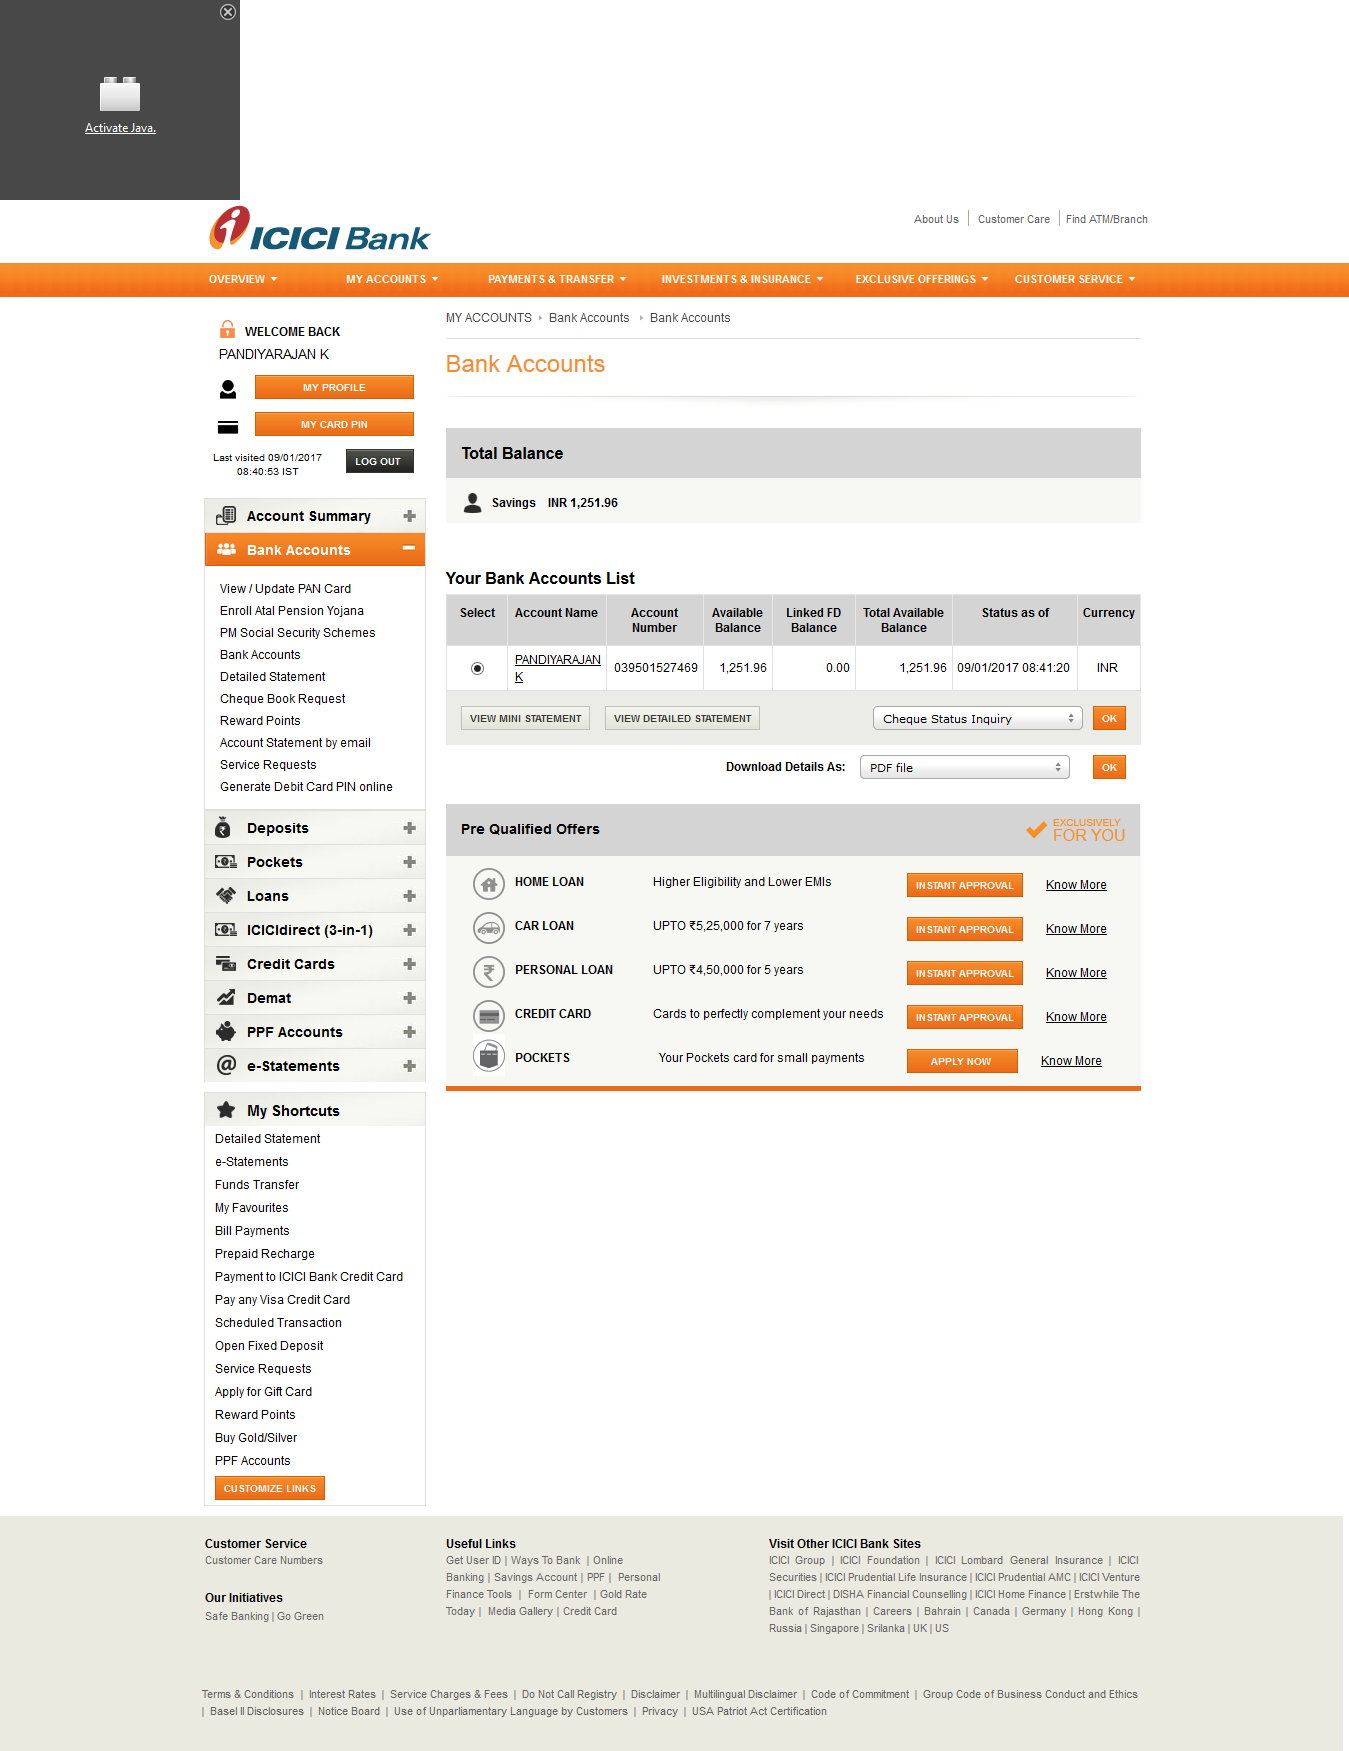 Activate Java.
ICICI Bank
About Us | Customer Care | Find ATM/Branch
OVERVIEW MY ACCOUNTS PAYMENTS & TRANSFER INVESTMENTS & INSURANCE EXCLUSIVE OFFERINGS CUSTOMER SERVICE
WELCOME BACK
PANDIYARAJAN K
MY PROFILE
MY CARD PIN
Last visited 09/01/2017
08:40:53 IST
LOG OUT
Account Summary
Bank Accounts
View / Update PAN Card
Enroll Atal Pension Yojana
PM Social Security Schemes
Bank Accounts
Detailed Statement
Cheque Book Request
Reward Points
Account Statement by email
Service Requests
Generate Debit Card PIN online
Deposits
Pockets
Loans
ICICIdirect (3-in-1)
Credit Cards
Demat
PPF Accounts
e-Statements
My Shortcuts
Detailed Statement
e-Statements
Funds Transfer
My Favourites
Bill Payments
Prepaid Recharge
Payment to ICICI Bank Credit Card
Pay any Visa Credit Card
Scheduled Transaction
Open Fixed Deposit
Service Requests
Apply for Gift Card
Reward Points
Buy Gold/Silver
PPF Accounts
CUSTOMIZE LINKS
MY ACCOUNTS Bank Accounts Bank Accounts
Bank Accounts
Total Balance
Savings INR 1,251.96
Your Bank Accounts List
Select Account Name Account Number Available Balance Linked FD Balance Total Available Balance Status as of Currency
PANDIYARAJAN K 039501527469 1,251.96 0.00 1,251.96 09/01/2017 08:41:20 INR
VIEW MINI STATEMENT VIEW DETAILED STATEMENT Cheque Status Inquiry OK
Download Details As: PDF file OK
Pre Qualified Offers EXCLUSIVELY FOR YOU
HOME LOAN Higher Eligibility and Lower EMIs INSTANT APPROVAL Know More
CAR LOAN UPTO ₹5,25,000 for 7 years INSTANT APPROVAL Know More
PERSONAL LOAN UPTO ₹4,50,000 for 5 years INSTANT APPROVAL Know More
CREDIT CARD Cards to perfectly complement your needs INSTANT APPROVAL Know More
POCKETS Your Pockets card for small payments APPLY NOW Know More
Customer Service
Customer Care Numbers
Our Initiatives
Safe Banking | Go Green
Useful Links
Get User ID | Ways To Bank | Online
Banking | Savings Account | PPF | Personal
Finance Tools | Form Center | Gold Rate
Today | Media Gallery | Credit Card
Visit Other ICICI Bank Sites
ICICI Group | ICICI Foundation | ICICI Lombard General Insurance | ICICI
Securities | ICICI Prudential Life Insurance | ICICI Prudential AMC | ICICI Venture
| ICICI Direct | DISHA Financial Counselling | ICICI Home Finance | Erstwhile The
Bank of Rajasthan | Careers | Bahrain | Canada | Germany | Hong Kong |
Russia | Singapore | Srilanka | UK | US
Terms & Conditions | Interest Rates | Service Charges & Fees | Do Not Call Registry | Disclaimer | Multilingual Disclaimer | Code of Commitment | Group Code of Business Conduct and Ethics
| Basel II Disclosures | Notice Board | Use of Unparliamentary Language by Customers | Privacy | USA Patriot Act Certification